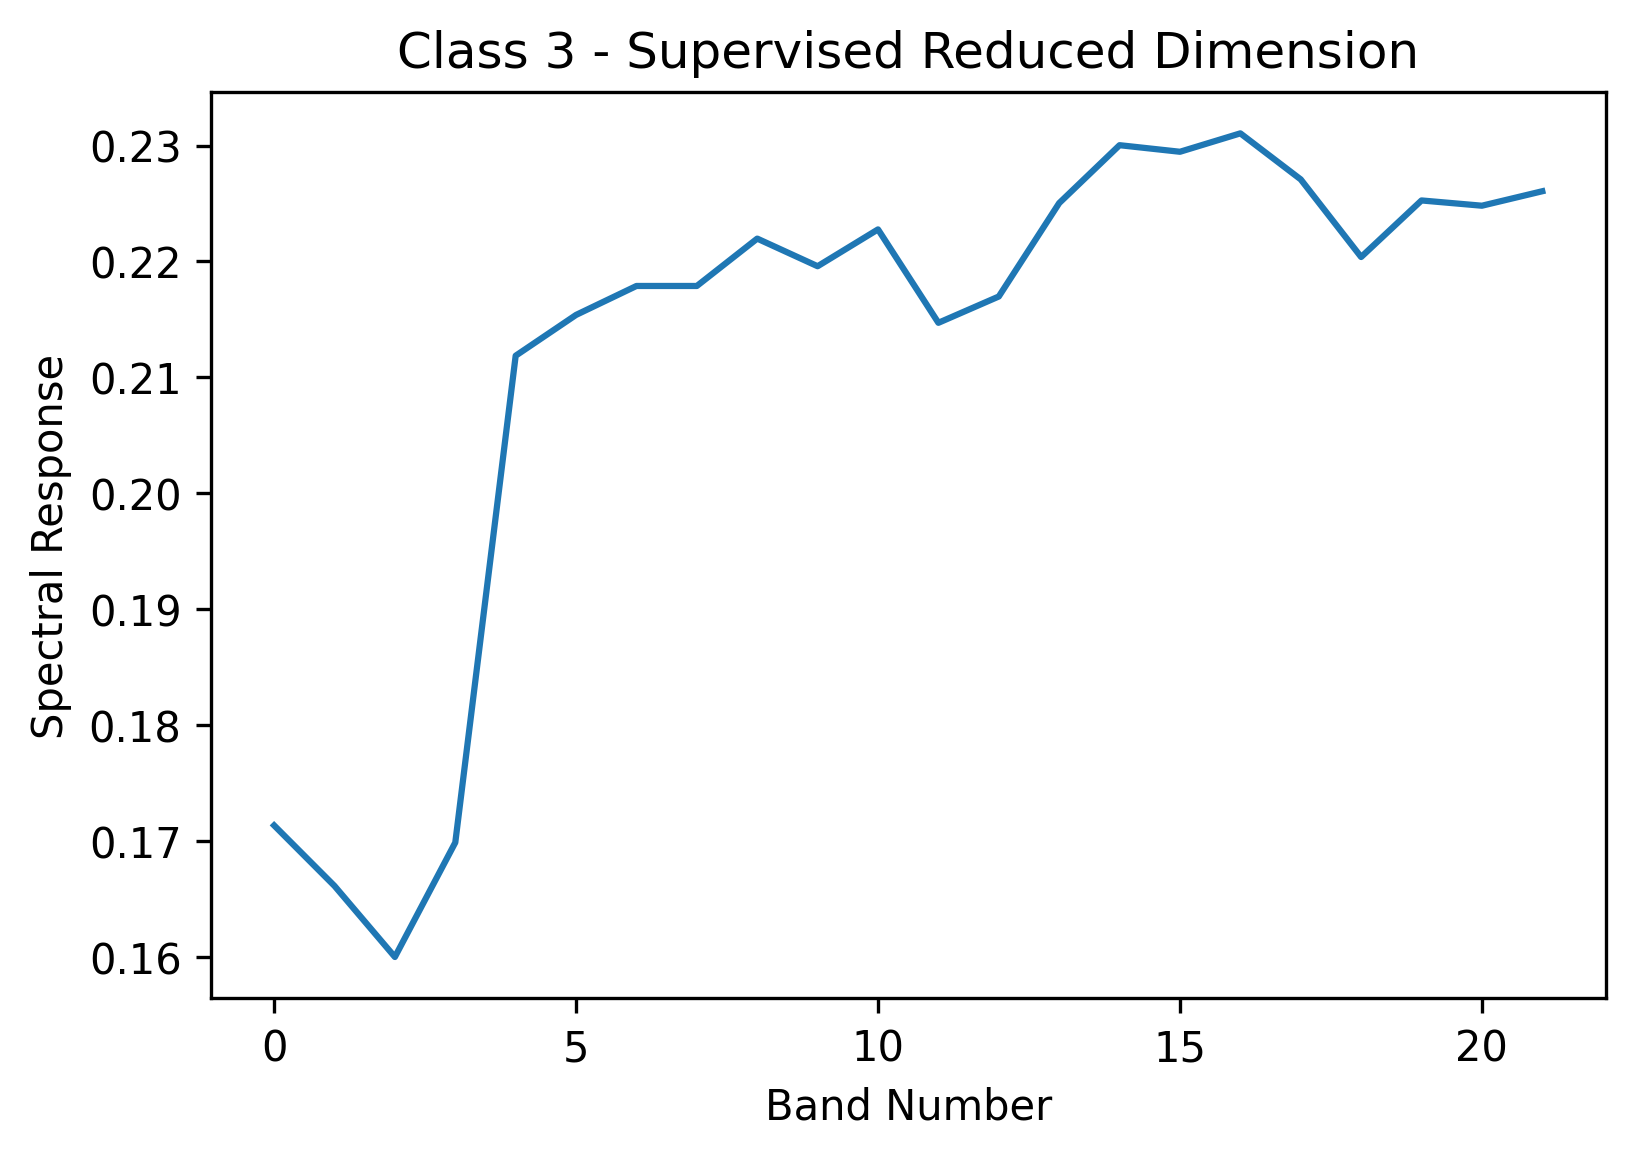 Class 3 - Supervised Reduced Dimension
0.23
0.22
0.21
0.20
0.19
0.18
0.17
0.16
Spectral Response
0 5 10 15 20
Band Number